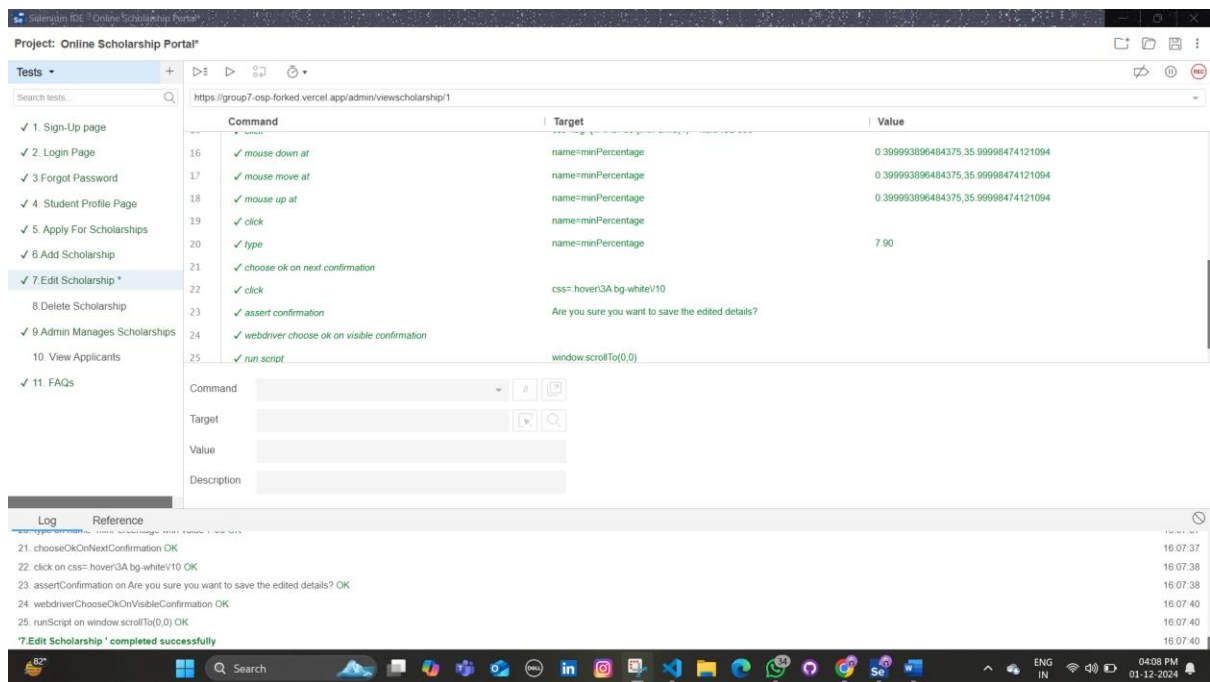 Selenium IDE - Online Scholarship Portal*
Project: Online Scholarship Portal*
Tests
Search tests...
https://group7-osp-forked.vercel.app/admin/viewscholarship/1
Command Target Value
✓ 1. Sign-Up page
✓ 2. Login Page
✓ 3.Forgot Password
✓ 4. Student Profile Page
✓ 5. Apply For Scholarships
✓ 6.Add Scholarship
✓ 7.Edit Scholarship *
8.Delete Scholarship
✓ 9.Admin Manages Scholarships
10. View Applicants
✓ 11. FAQs
✓ click
16 ✓ mouse down at name=minPercentage 0.399993896484375,35.99998474121094
17 ✓ mouse move at name=minPercentage 0.399993896484375,35.99998474121094
18 ✓ mouse up at name=minPercentage 0.399993896484375,35.99998474121094
19 ✓ click name=minPercentage
20 ✓ type name=minPercentage 7.90
21 ✓ choose ok on next confirmation
22 ✓ click css=.hover\3A bg-white\/10
23 ✓ assert confirmation Are you sure you want to save the edited details?
24 ✓ webdriver choose ok on visible confirmation
25 ✓ run script window.scrollTo(0,0)
Command //
Target
Value
Description
Log Reference
21. chooseOkOnNextConfirmation OK 16:07:37
22. click on css=.hover\3A bg-white\/10 OK 16:07:38
23. assertConfirmation on Are you sure you want to save the edited details? OK 16:07:38
24. webdriverChooseOkOnVisibleConfirmation OK 16:07:40
25. runScript on window.scrollTo(0,0) OK 16:07:40
'7.Edit Scholarship ' completed successfully 16:07:40
82°
Search
ENG
IN
04:08 PM
01-12-2024